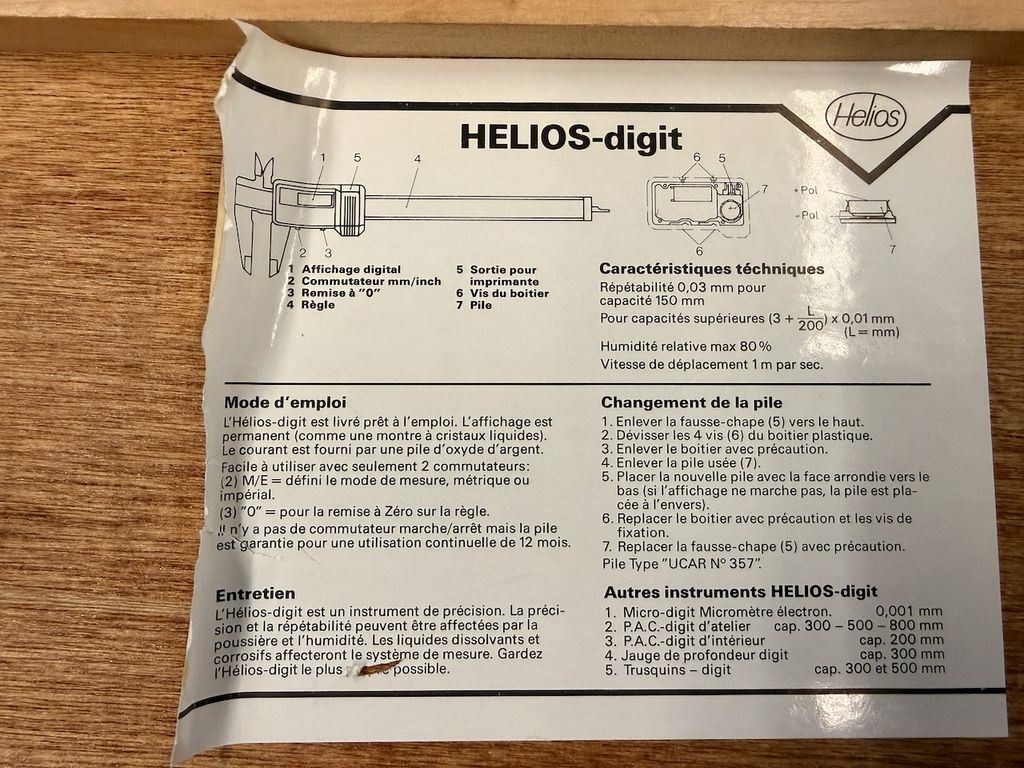 Helios
HELIOS-digit
1
5
4
2
3
6
5
7
6
+Pol
-Pol
7
1 Affichage digital
2 Commutateur mm/inch
3 Remise à "0"
4 Règle
5 Sortie pour
imprimante
6 Vis du boitier
7 Pile
Caractéristiques téchniques
Répétabilité 0,03 mm pour
capacité 150 mm
Pour capacités supérieures (3 + L/200) x 0,01 mm
(L = mm)
Humidité relative max 80 %
Vitesse de déplacement 1 m par sec.
Mode d'emploi
L'Hélios-digit est livré prêt à l'emploi. L'affichage est
permanent (comme une montre à cristaux liquides).
Le courant est fourni par une pile d'oxyde d'argent.
Facile à utiliser avec seulement 2 commutateurs:
(2) M/E = défini le mode de mesure, métrique ou
impérial.
(3) "0" = pour la remise à Zéro sur la règle.
Il n'y a pas de commutateur marche/arrêt mais la pile
est garantie pour une utilisation continuelle de 12 mois.
Changement de la pile
1. Enlever la fausse-chape (5) vers le haut.
2. Dévisser les 4 vis (6) du boitier plastique.
3. Enlever le boitier avec précaution.
4. Enlever la pile usée (7).
5. Placer la nouvelle pile avec la face arrondie vers le
bas (si l'affichage ne marche pas, la pile est pla-
cée à l'envers).
6. Replacer le boitier avec précaution et les vis de
fixation.
7. Replacer la fausse-chape (5) avec précaution.
Pile Type "UCAR Nº 357".
Entretien
L'Hélios-digit est un instrument de précision. La préci-
sion et la répétabilité peuvent être affectées par la
poussière et l'humidité. Les liquides dissolvants et
corrosifs affecteront le système de mesure. Gardez
l'Hélios-digit le plus possible.
Autres instruments HELIOS-digit
1. Micro-digit Micromètre électron. 0,001 mm
2. P.A.C.-digit d'atelier cap. 300 – 500 – 800 mm
3. P.A.C.-digit d'intérieur cap. 200 mm
4. Jauge de profondeur digit cap. 300 mm
5. Trusquins – digit cap. 300 et 500 mm